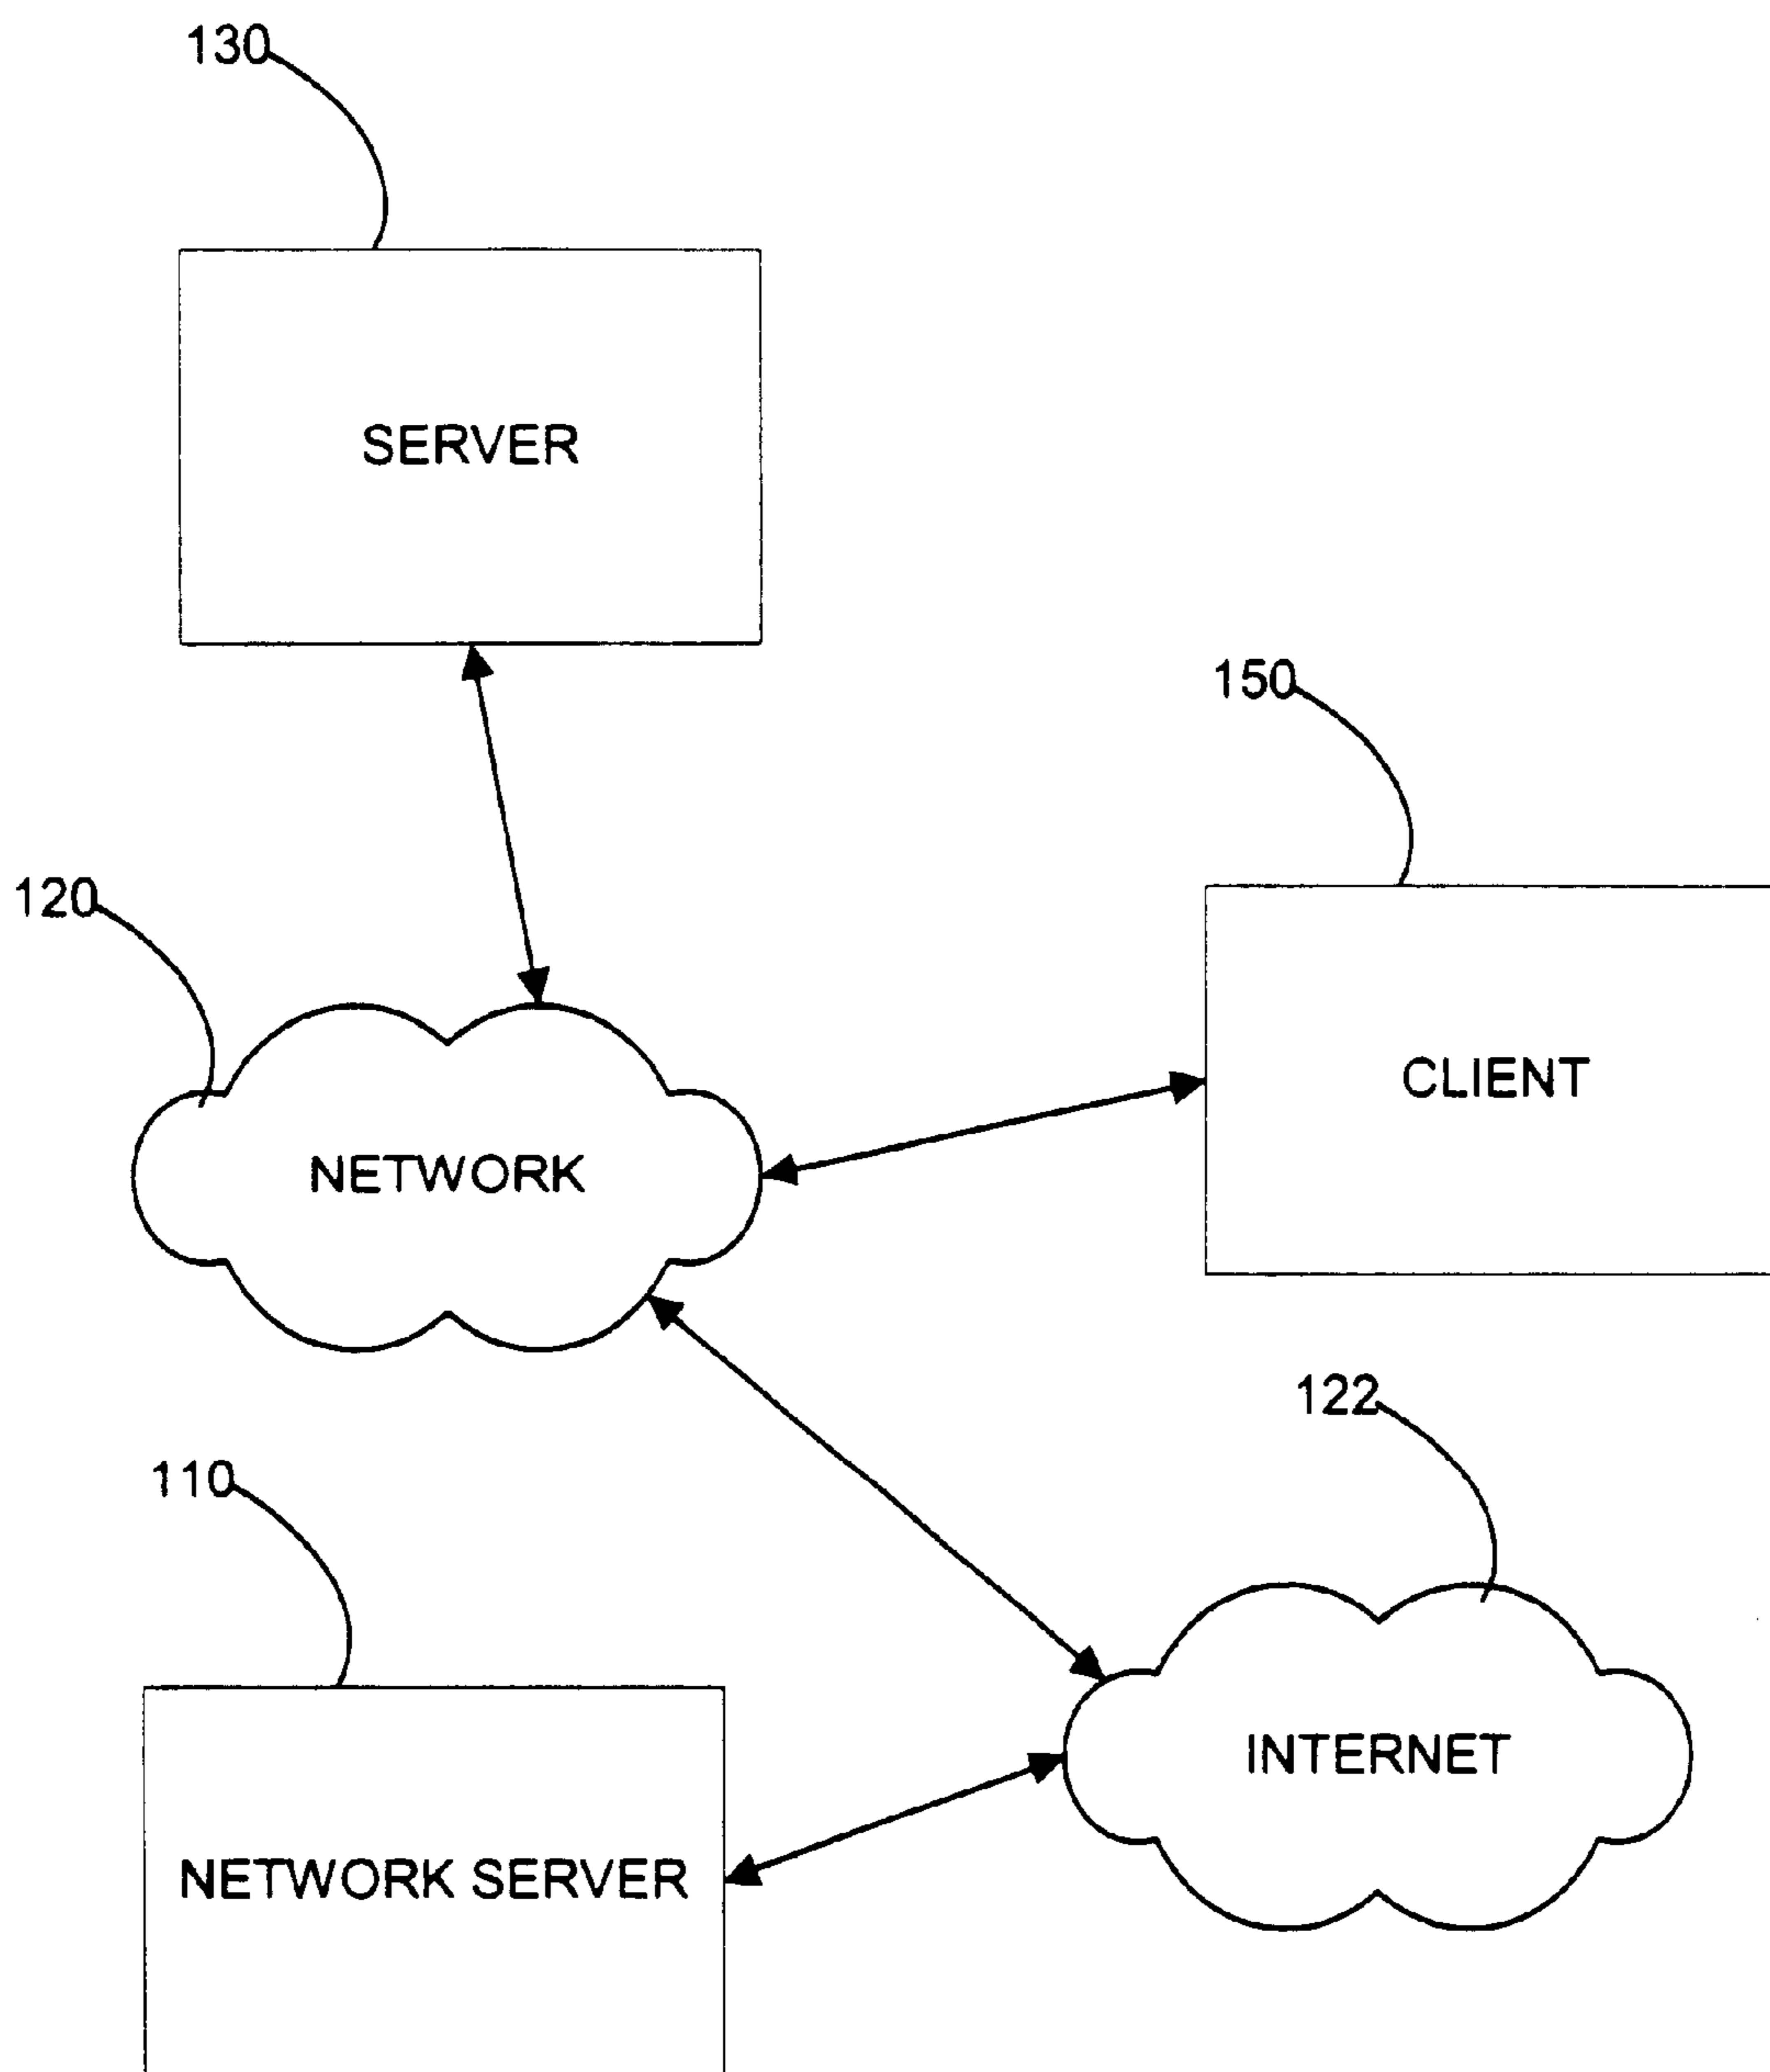 130
SERVER
150
120
CLIENT
NETWORK
122
110
INTERNET
NETWORK SERVER